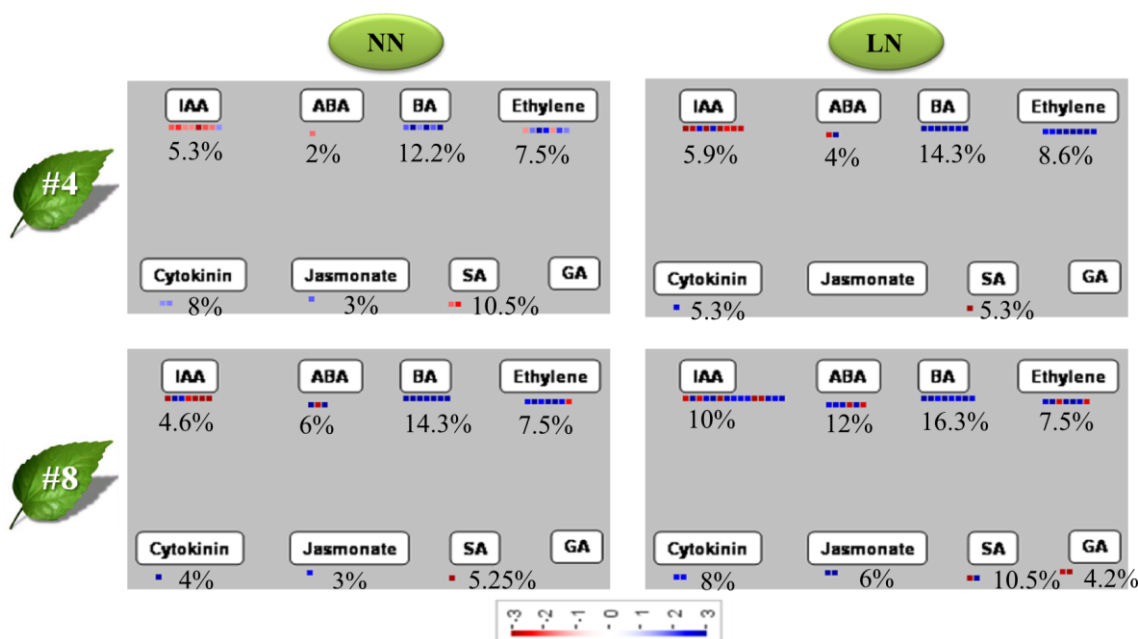 NN LN
IAA ABA BA Ethylene IAA ABA BA Ethylene
5.3% 2% 12.2% 7.5% 5.9% 4% 14.3% 8.6%
#4
Cytokinin Jasmonate SA GA Cytokinin Jasmonate SA GA
8% 3% 10.5% 5.3% 5.3%
IAA ABA BA Ethylene IAA ABA BA Ethylene
4.6% 6% 14.3% 7.5% 10% 12% 16.3% 7.5%
#8
Cytokinin Jasmonate SA GA Cytokinin Jasmonate SA GA
4% 3% 5.25% 8% 6% 10.5% 4.2%
-3 -2 -1 0 1 2 3